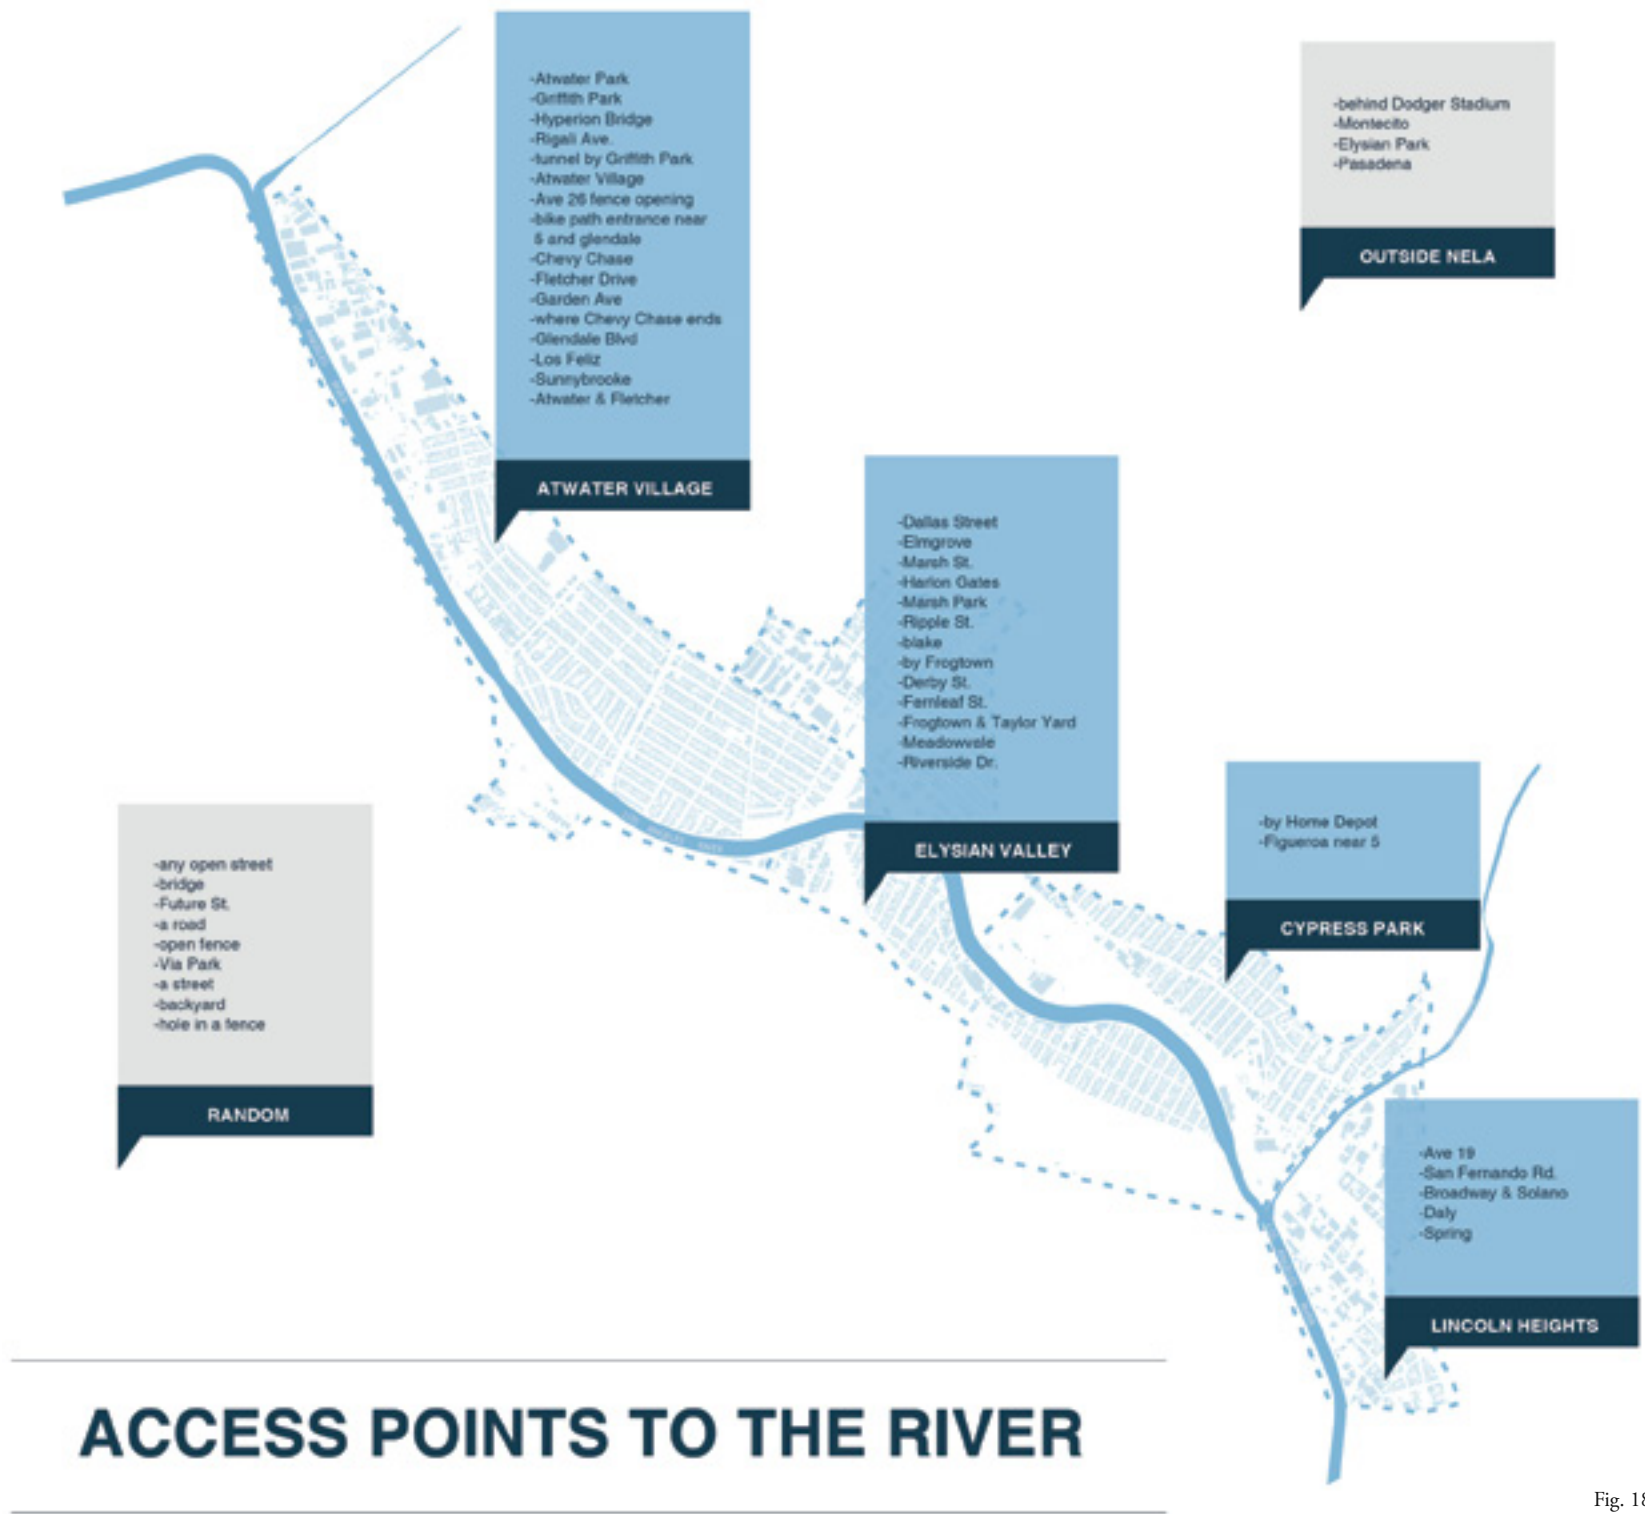 -Atwater Park
-Griffith Park
-Hyperion Bridge
-Rigali Ave.
-tunnel by Griffith Park
-Atwater Village
-Ave 26 fence opening
-bike path entrance near
5 and glendale
-Chevy Chase
-Fletcher Drive
-Garden Ave
-where Chevy Chase ends
-Glendale Blvd
-Los Feliz
-Sunnybrooke
-Atwater & Fletcher
ATWATER VILLAGE
-behind Dodger Stadium
-Montecito
-Elysian Park
-Pasadena
OUTSIDE NELA
-Dallas Street
-Elmgrove
-Marsh St.
-Harlon Gates
-Marsh Park
-Ripple St.
-blake
-by Frogtown
-Derby St.
-Fernleaf St.
-Frogtown & Taylor Yard
-Meadowvale
-Riverside Dr.
ELYSIAN VALLEY
-by Home Depot
-Figueroa near 5
CYPRESS PARK
-any open street
-bridge
-Future St.
-a road
-open fence
-Via Park
-a street
-backyard
-hole in a fence
RANDOM
-Ave 19
-San Fernando Rd.
-Broadway & Solano
-Daly
-Spring
LINCOLN HEIGHTS
ACCESS POINTS TO THE RIVER
Fig. 18